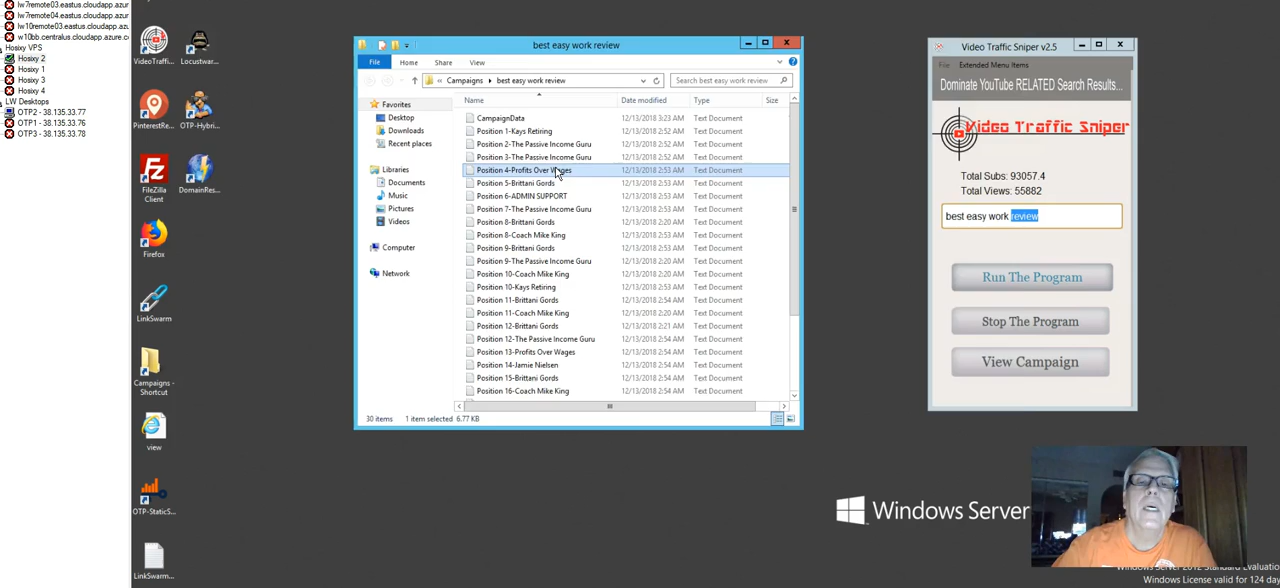 lw7remote03.eastus.cloudapp.azur
lw7remote04.eastus.cloudapp.azur
lw10remote03.eastus.cloudapp.azur
w10bb.centralus.cloudapp.azure.c
Hosixy VPS
Hosixy 2
Hosixy 1
Hosixy 3
Hosixy 4
LW Desktops
OTP2 - 38.135.33.77
OTP1 - 38.135.33.76
OTP3 - 38.135.33.78
VideoTraffi...
Locustwar...
PinterestRe...
OTP-Hybri...
FileZilla
Client
DomainRes...
Firefox
LinkSwarm
Campaigns -
Shortcut
view
OTP-StaticS...
LinkSwarm...
best easy work review
File
Home
Share
View
Campaigns
best easy work review
Search best easy work review
Favorites
Desktop
Downloads
Recent places
Libraries
Documents
Music
Pictures
Videos
Computer
Network
Name
Date modified
Type
Size
CampaignData 12/13/2018 3:23 AM Text Document
Position 1-Kays Retiring 12/13/2018 2:52 AM Text Document
Position 2-The Passive Income Guru 12/13/2018 2:52 AM Text Document
Position 3-The Passive Income Guru 12/13/2018 2:52 AM Text Document
Position 4-Profits Over Wages 12/13/2018 2:53 AM Text Document
Position 5-Brittani Gords 12/13/2018 2:53 AM Text Document
Position 6-ADMIN SUPPORT 12/13/2018 2:53 AM Text Document
Position 7-The Passive Income Guru 12/13/2018 2:53 AM Text Document
Position 8-Brittani Gords 12/13/2018 2:20 AM Text Document
Position 8-Coach Mike King 12/13/2018 2:53 AM Text Document
Position 9-Brittani Gords 12/13/2018 2:53 AM Text Document
Position 9-The Passive Income Guru 12/13/2018 2:20 AM Text Document
Position 10-Coach Mike King 12/13/2018 2:20 AM Text Document
Position 10-Kays Retiring 12/13/2018 2:53 AM Text Document
Position 11-Brittani Gords 12/13/2018 2:54 AM Text Document
Position 11-Coach Mike King 12/13/2018 2:20 AM Text Document
Position 12-Brittani Gords 12/13/2018 2:21 AM Text Document
Position 12-The Passive Income Guru 12/13/2018 2:54 AM Text Document
Position 13-Profits Over Wages 12/13/2018 2:54 AM Text Document
Position 14-Jamie Nielsen 12/13/2018 2:54 AM Text Document
Position 15-Brittani Gords 12/13/2018 2:54 AM Text Document
Position 16-Coach Mike King 12/13/2018 2:54 AM Text Document
30 items 1 item selected 6.77 KB
Video Traffic Sniper v2.5
File Extended Menu Items
Dominate YouTube RELATED Search Results...
Video Traffic Sniper
Total Subs: 93057.4
Total Views: 55882
best easy work review
Run The Program
Stop The Program
View Campaign
Windows Server
Windows Server 2012 Standard Evaluatio
Windows License valid for 124 day